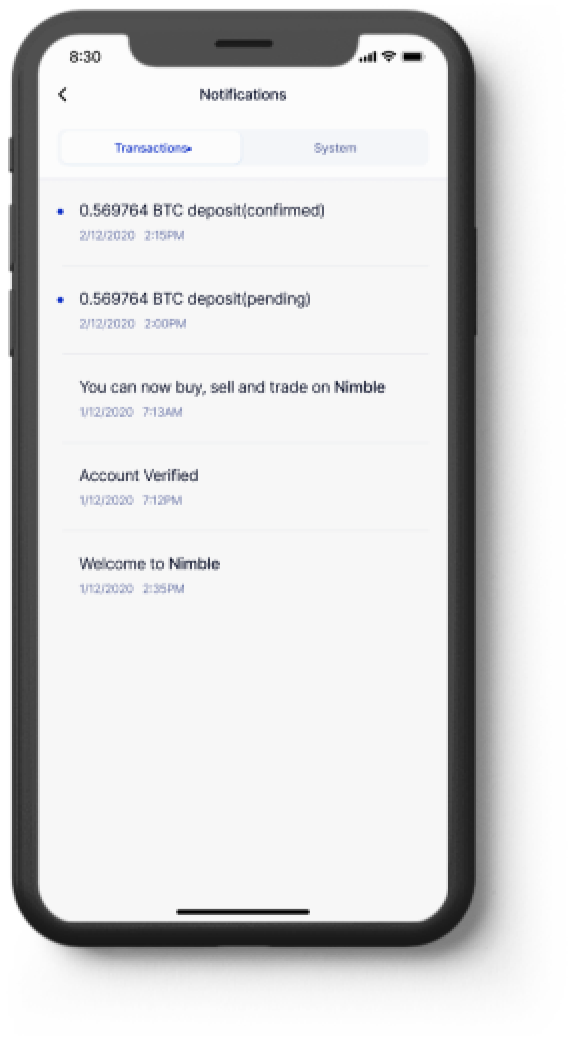 8:30
Notifications
Transactions
System
0.569764 BTC deposit(confirmed)
2/12/2020 2:15PM
0.569764 BTC deposit(pending)
2/12/2020 2:00PM
You can now buy, sell and trade on Nimble
1/12/2020 7:13AM
Account Verified
1/12/2020 7:12PM
Welcome to Nimble
1/12/2020 2:35PM